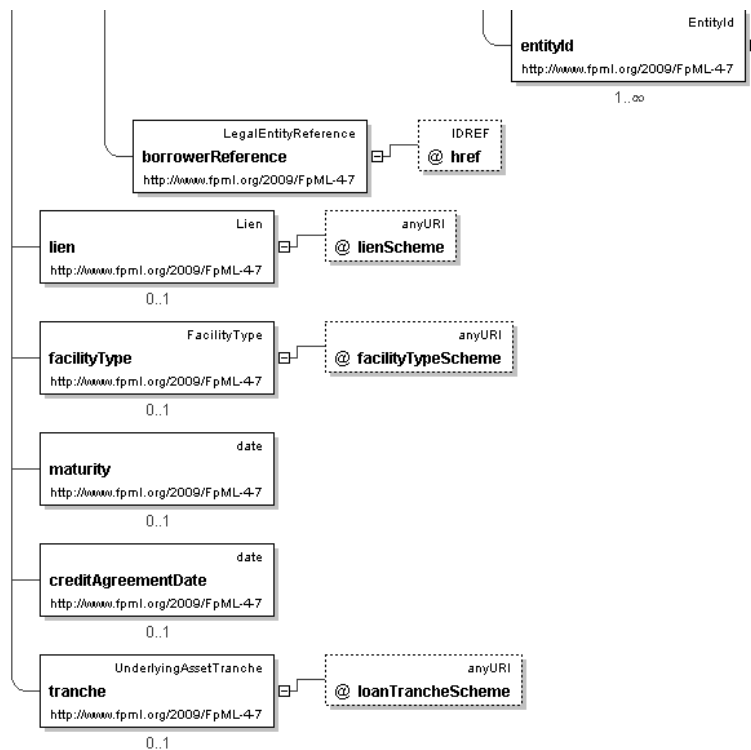 EntityId
entityId
http://www.fpml.org/2009/FpML-4-7
1..∞
LegalEntityReference
borrowerReference
http://www.fpml.org/2009/FpML-4-7
IDREF
@ href
Lien
lien
http://www.fpml.org/2009/FpML-4-7
0..1
anyURI
@ lienScheme
FacilityType
facilityType
http://www.fpml.org/2009/FpML-4-7
0..1
anyURI
@ facilityTypeScheme
date
maturity
http://www.fpml.org/2009/FpML-4-7
0..1
date
creditAgreementDate
http://www.fpml.org/2009/FpML-4-7
0..1
UnderlyingAssetTranche
tranche
http://www.fpml.org/2009/FpML-4-7
0..1
anyURI
@ loanTrancheScheme